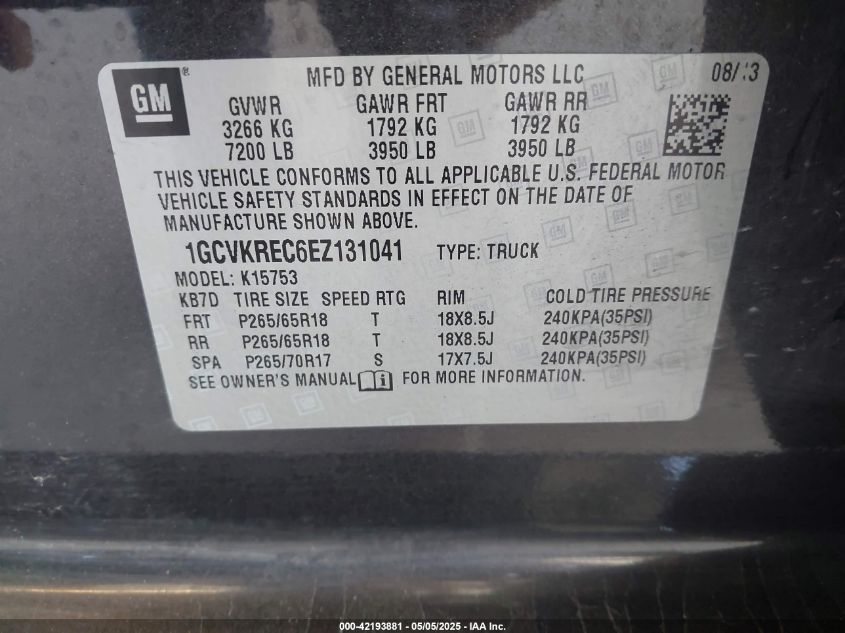 GM®
MFD BY GENERAL MOTORS LLC 08/13
GVWR GAWR FRT GAWR RR
3266 KG 1792 KG 1792 KG
7200 LB 3950 LB 3950 LB
THIS VEHICLE CONFORMS TO ALL APPLICABLE U.S. FEDERAL MOTOR
VEHICLE SAFETY STANDARDS IN EFFECT ON THE DATE OF
MANUFACTURE SHOWN ABOVE.
1GCVKREC6EZ131041 TYPE: TRUCK
MODEL: K15753
KB7D TIRE SIZE SPEED RTG RIM COLD TIRE PRESSURE
FRT P265/65R18 T 18X8.5J 240KPA(35PSI)
RR P265/65R18 T 18X8.5J 240KPA(35PSI)
SPA P265/70R17 S 17X7.5J 240KPA(35PSI)
SEE OWNER'S MANUAL FOR MORE INFORMATION.
000-42193881 - 05/05/2025 - IAA Inc.